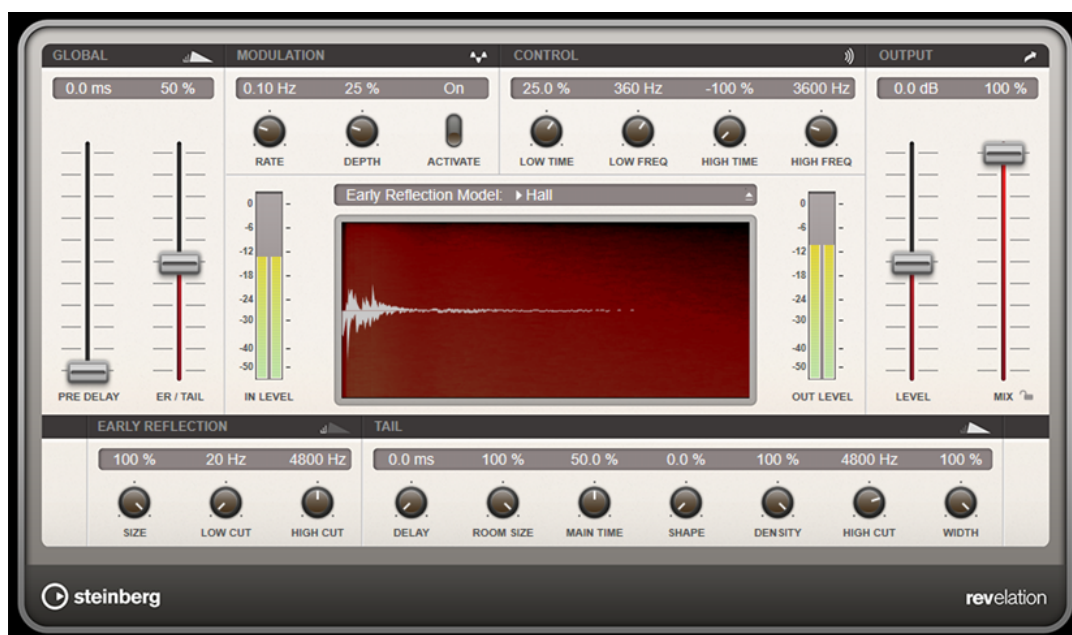 GLOBAL MODULATION CONTROL OUTPUT
0.0 ms 50 % 0.10 Hz 25 % On 25.0 % 360 Hz -100 % 3600 Hz 0.0 dB 100 %
RATE DEPTH ACTIVATE LOW TIME LOW FREQ HIGH TIME HIGH FREQ
Early Reflection Model: Hall
0 0
-6 -6
-12 -12
-18 -18
-24 -24
-30 -30
-40 -40
-50 -50
PRE DELAY ER / TAIL IN LEVEL OUT LEVEL LEVEL MIX
EARLY REFLECTION TAIL
100 % 20 Hz 4800 Hz 0.0 ms 100 % 50.0 % 0.0 % 100 % 4800 Hz 100 %
SIZE LOW CUT HIGH CUT DELAY ROOM SIZE MAIN TIME SHAPE DENSITY HIGH CUT WIDTH
steinberg revelation